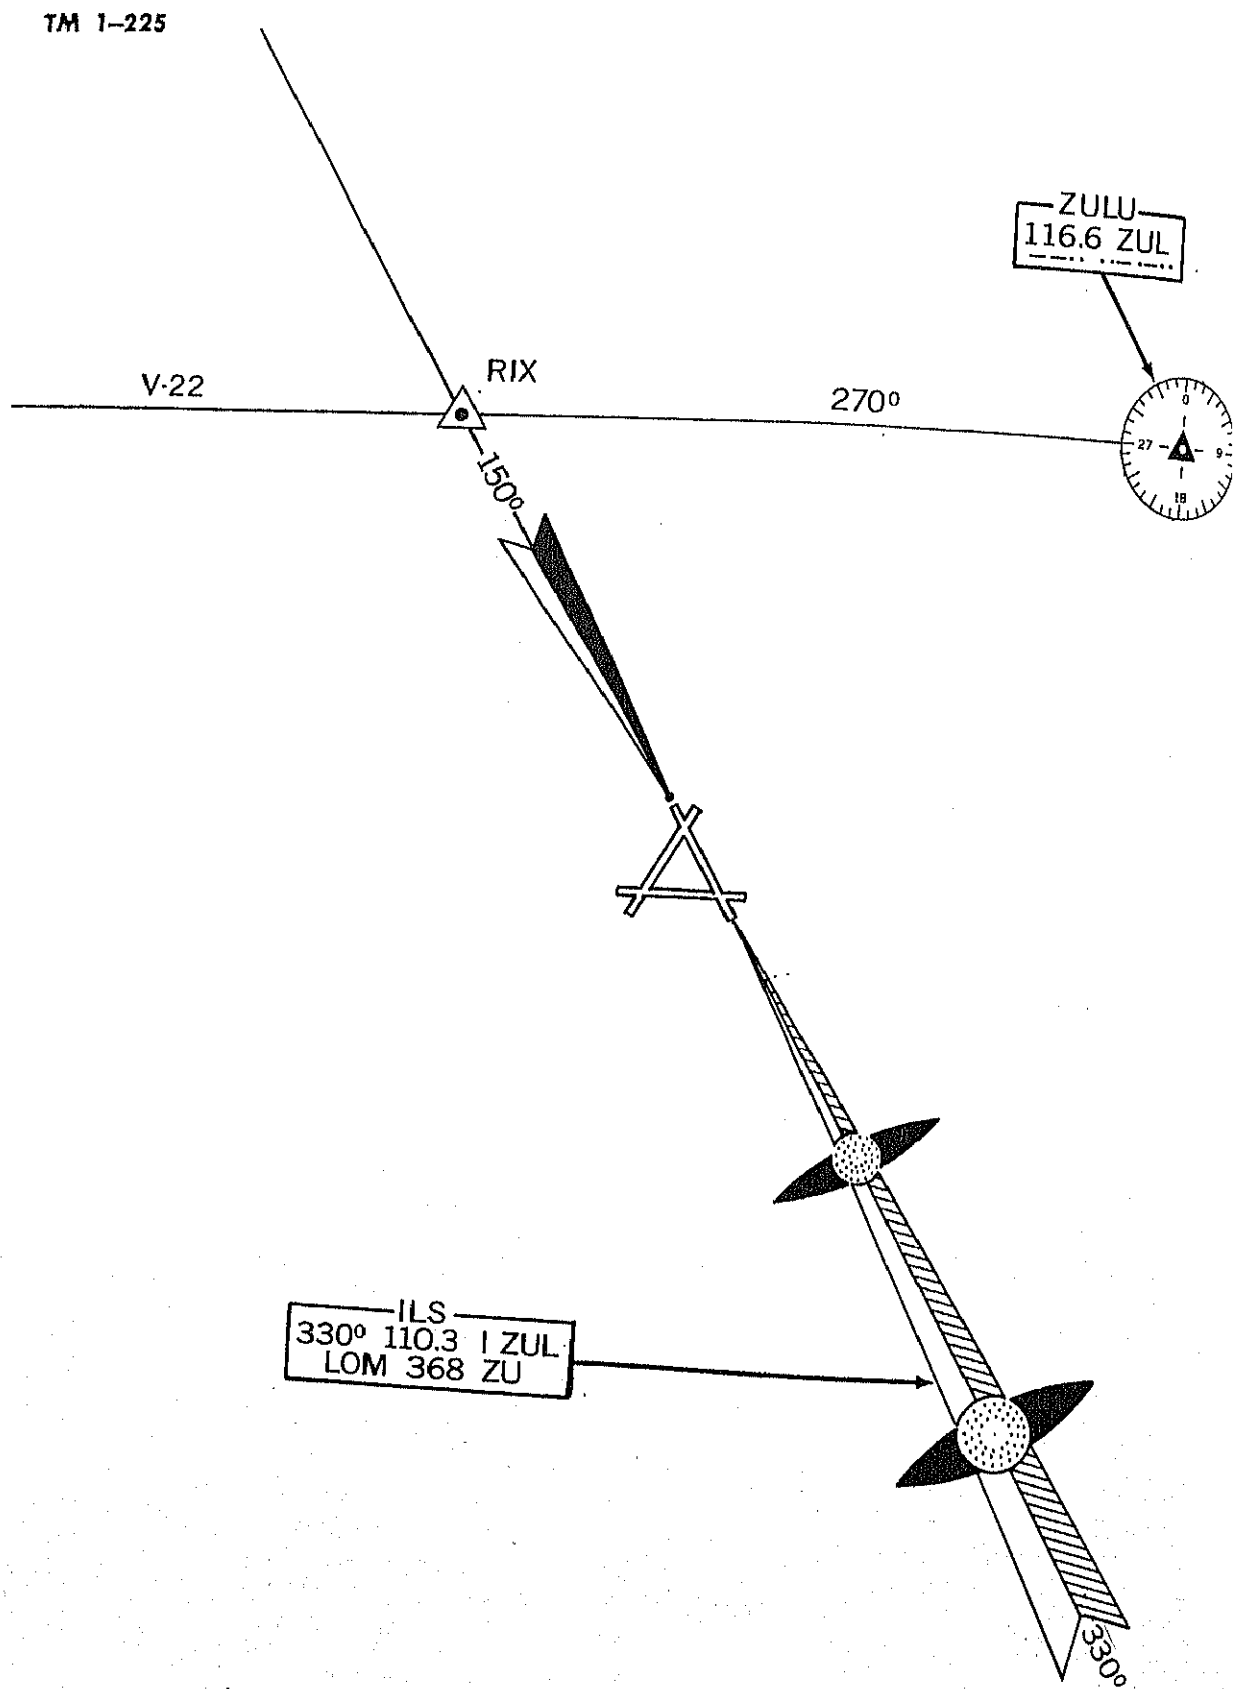 TM 1–225
ZULU
116.6 ZUL
RIX
V-22
270°
0
27
9
18
150°
ILS
330° 110.3 I ZUL
LOM 368 ZU
330°